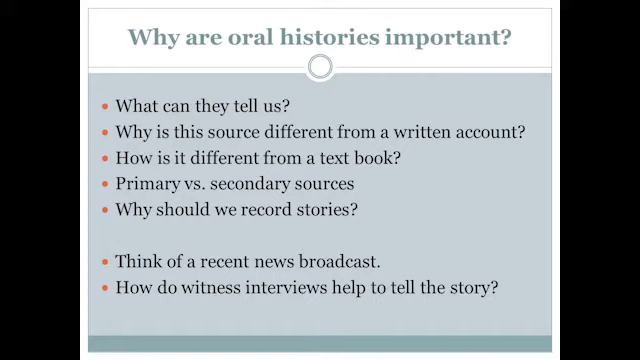 Why are oral histories important?
What can they tell us?
Why is this source different from a written account?
How is it different from a text book?
Primary vs. secondary sources
Why should we record stories?
Think of a recent news broadcast.
How do witness interviews help to tell the story?